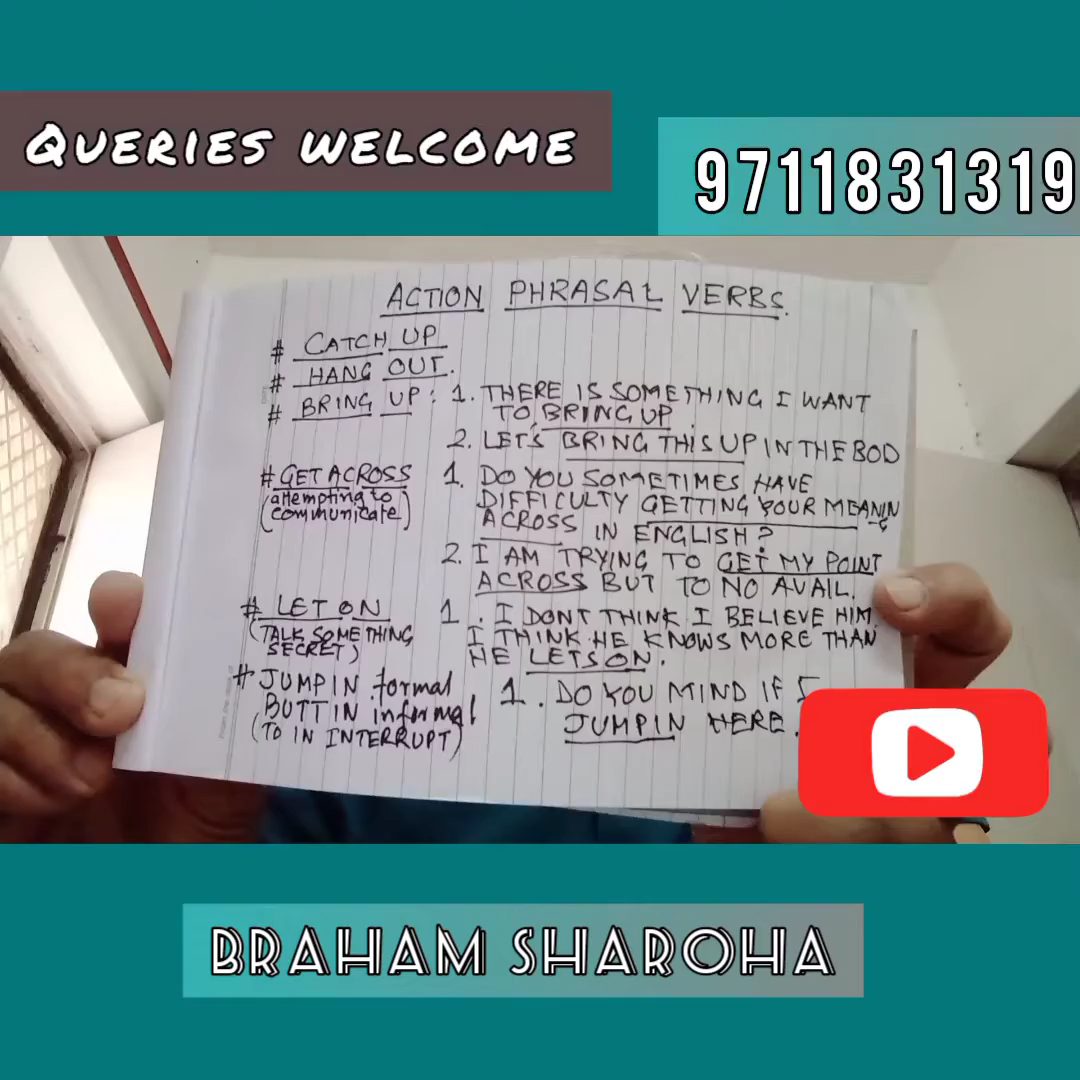 QUERIES WELCOME
9711831319
ACTION PHRASAL VERBS.
# CATCH UP
# HANG OUT.
# BRING UP : 1. THERE IS SOMETHING I WANT
TO BRING UP
2. LET'S BRING THIS UP IN THE BOD
# GET ACROSS 1. DO YOU SOMETIMES HAVE
(attempting to DIFFICULTY GETTING YOUR MEANING
communicate) ACROSS IN ENGLISH?
2. I AM TRYING TO GET MY POINT
ACROSS BUT TO NO AVAIL.
# LET ON 1. I DONT THINK I BELIEVE HIM.
(TALK SOMETHING I THINK HE KNOWS MORE THAN
SECRET) HE LETS ON.
# JUMP IN formal 1. DO YOU MIND IF I
BUTT IN informal JUMP IN HERE.
(TO IN INTERRUPT)
BRAHAM SHAROHA